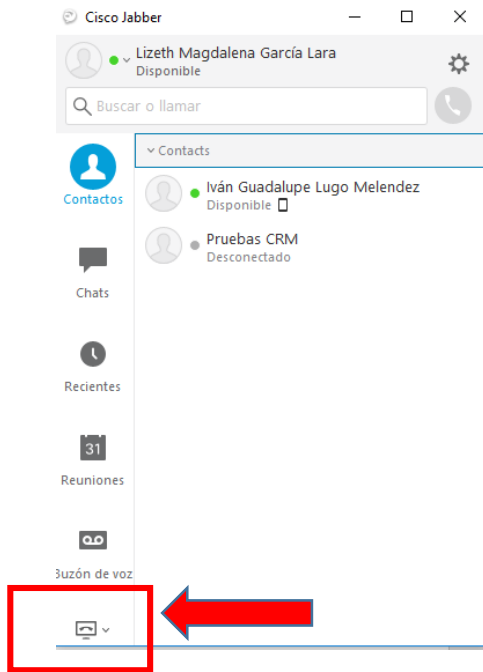 Cisco Jabber
Lizeth Magdalena García Lara
Disponible
Buscar o llamar
Contacts
Contactos
Iván Guadalupe Lugo Melendez
Disponible
Pruebas CRM
Desconectado
Chats
Recientes
31
Reuniones
Buzón de voz